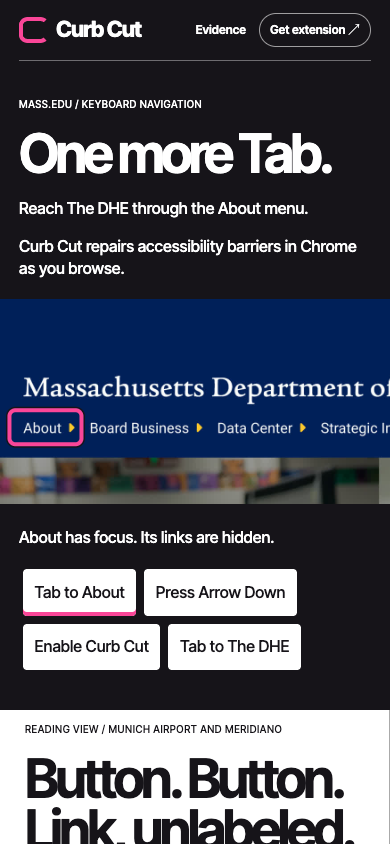 Curb Cut
Evidence
Get extension ↗
MASS.EDU / KEYBOARD NAVIGATION
One more Tab.
Reach The DHE through the About menu.
Curb Cut repairs accessibility barriers in Chrome
as you browse.
Massachusetts Department of
About
Board Business
Data Center
Strategic
About has focus. Its links are hidden.
Tab to About
Press Arrow Down
Enable Curb Cut
Tab to The DHE
READING VIEW / MUNICH AIRPORT AND MERIDIANO
Button. Button.
Link, unlabeled.